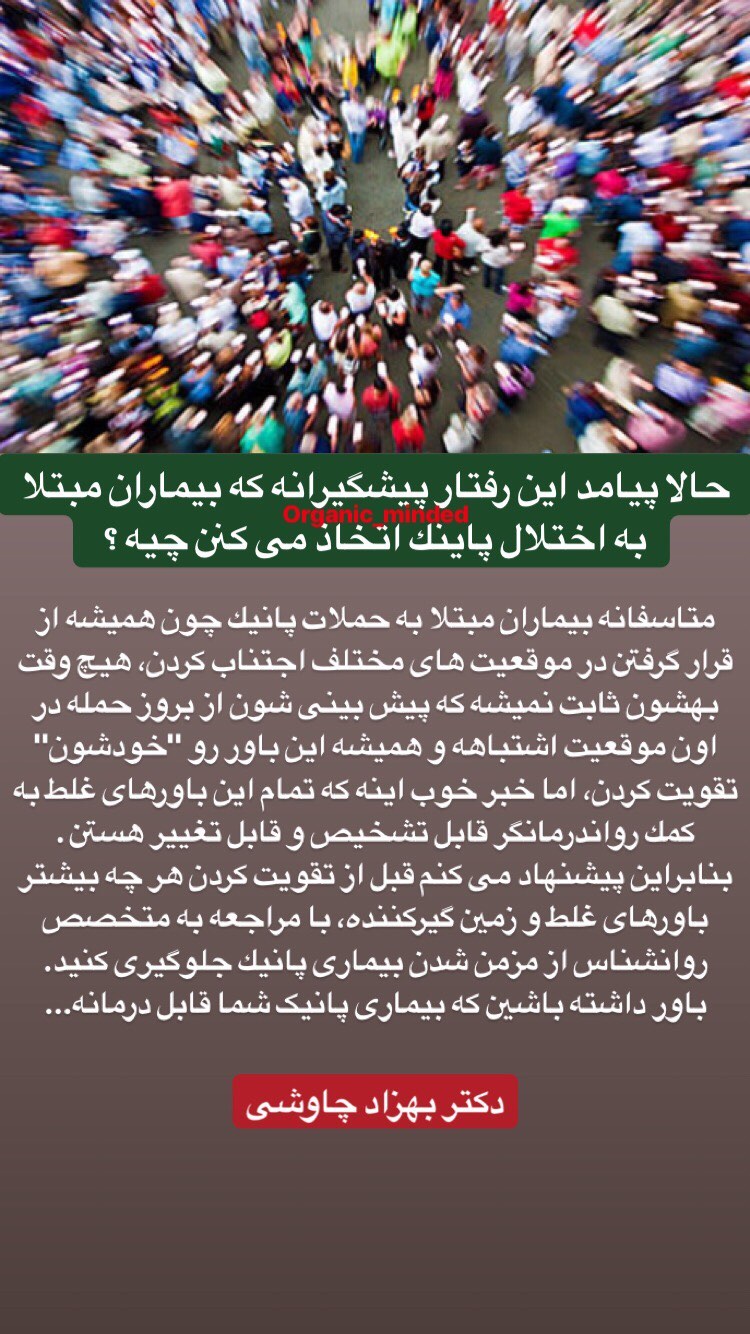 حالا پیامد این رفتار پیشگیرانه که بیماران مبتلا
Organic_minded
به اختلال پاینك اتخاذ می کنن چیه ؟
متاسفانه بیماران مبتلا به حملات پانیك چون همیشه از
قرار گرفتن در موقعیت های مختلف اجتناب کردن، هیچ وقت
بهشون ثابت نمیشه که پیش بینی شون از بروز حمله در
اون موقعیت اشتباهه و همیشه این باور رو "خودشون"
تقویت کردن، اما خبر خوب اینه که تمام این باورهای غلط به
کمك رواندرمانگر قابل تشخیص و قابل تغییر هستن.
بنابراین پیشنهاد می کنم قبل از تقویت کردن هر چه بیشتر
باورهای غلط و زمین گیرکننده، با مراجعه به متخصص
روانشناس از مزمن شدن بیماری پانیك جلوگیری کنید.
باور داشته باشین که بیماری پانیک شما قابل درمانه...
دکتر بهزاد چاوشی